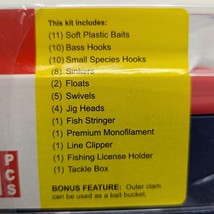 This kit includes:
(11) Soft Plastic Baits
(10) Bass Hooks
(10) Small Species Hooks
(8) Sinkers
(2) Floats
(5) Swivels
(4) Jig Heads
(1) Fish Stringer
(1) Premium Monofilament
(1) Line Clipper
(1) Fishing License Holder
(1) Tackle Box
BONUS FEATURE: Outer clam
can be used as a bait bucket.
PCS